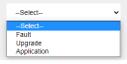 --Select--
--Select--
Fault
Upgrade
Application